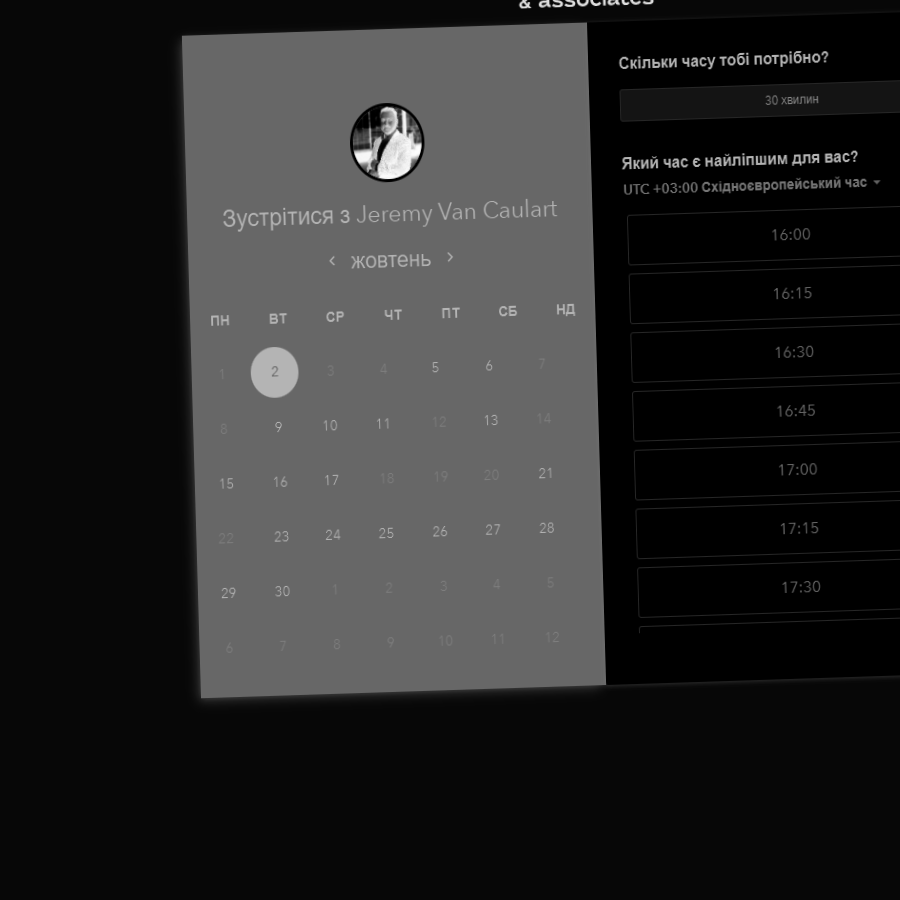 & associates
Зустрітися з Jeremy Van Caulart
жовтень
ПН ВТ СР ЧТ ПТ СБ НД
1 2 3 4 5 6 7
8 9 10 11 12 13 14
15 16 17 18 19 20 21
22 23 24 25 26 27 28
29 30 1 2 3 4 5
6 7 8 9 10 11 12
Скільки часу тобі потрібно?
30 хвилин
Який час є найліпшим для вас?
UTC +03:00 Східноєвропейський час
16:00
16:15
16:30
16:45
17:00
17:15
17:30